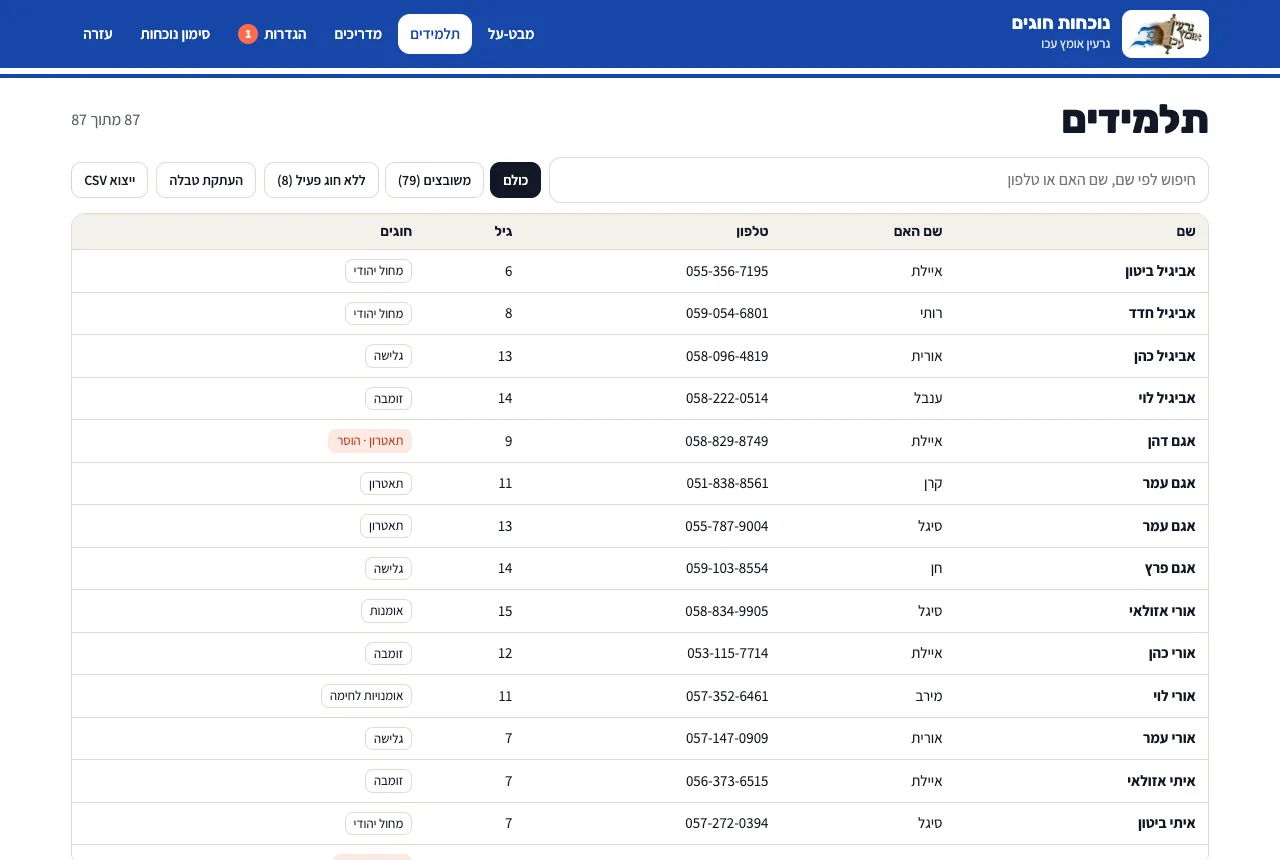 גרעין אומץ עכו
נוכחות חוגים
גרעין אומץ עכו
מבט-על
תלמידים
מדריכים
הגדרות 1
סימון נוכחות
עזרה
תלמידים
87 מתוך 87
חיפוש לפי שם, שם האם או טלפון
כולם
משובצים (79)
ללא חוג פעיל (8)
העתקת טבלה
ייצוא CSV
שם שם האם טלפון גיל חוגים
אביגיל ביטון איילת 055-356-7195 6 מחול יהודי
אביגיל חדד רותי 059-054-6801 8 מחול יהודי
אביגיל כהן אורית 058-096-4819 13 גלישה
אביגיל לוי ענבל 058-222-0514 14 זומבה
אגם דהן איילת 058-829-8749 9 תאטרון · הוסר
אגם עמר קרן 051-838-8561 11 תאטרון
אגם עמר סיגל 055-787-9004 13 תאטרון
אגם פרץ חן 059-103-8554 14 גלישה
אורי אזולאי סיגל 058-834-9905 15 אומנות
אורי כהן איילת 053-115-7714 12 זומבה
אורי לוי מירב 057-352-6461 11 אומנויות לחימה
אורי עמר אורית 057-147-0909 7 גלישה
איתי אזולאי איילת 056-373-6515 7 זומבה
איתי ביטון סיגל 057-272-0394 7 מחול יהודי